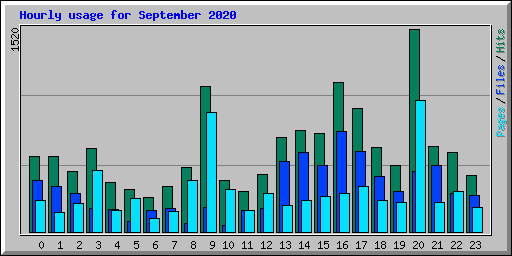 Hourly usage for September 2020
1520
Pages/Files/Hits
0 1 2 3 4 5 6 7 8 9 10 11 12 13 14 15 16 17 18 19 20 21 22 23